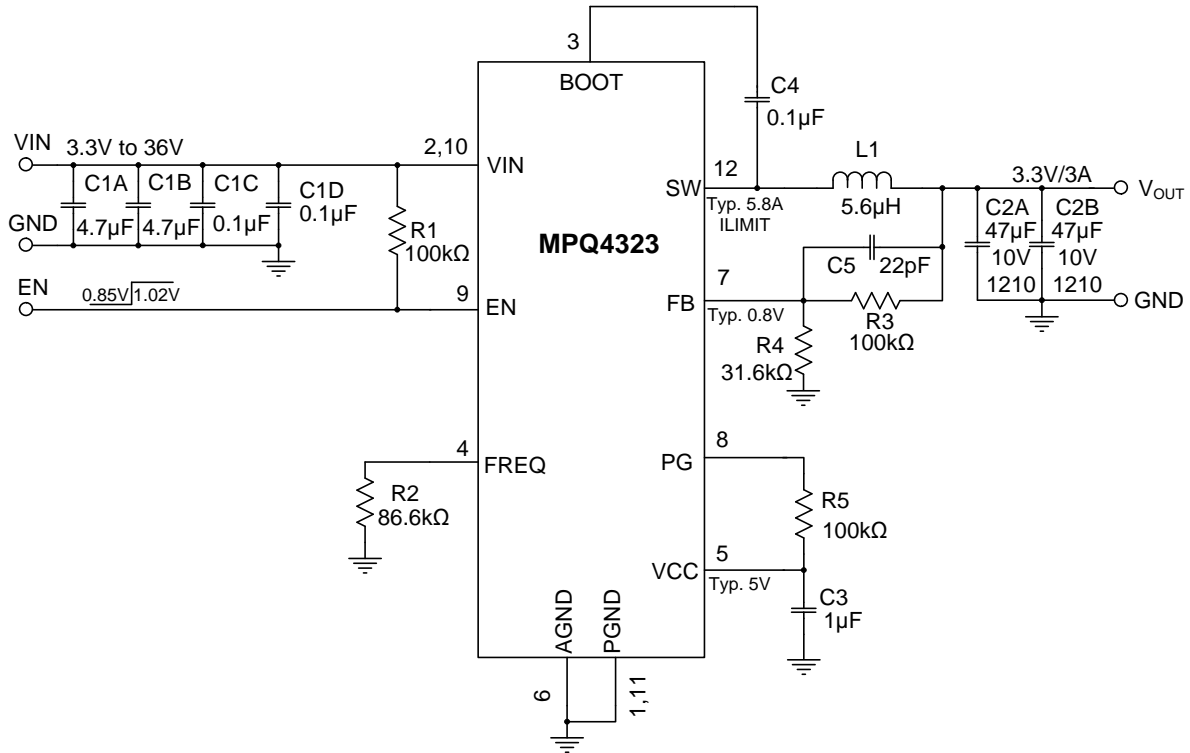 3
BOOT
C4
0.1µF
VIN
3.3V to 36V
2,10
VIN
C1A
C1B
C1C
C1D
4.7µF
4.7µF
0.1µF
0.1µF
GND
R1
100kΩ
EN
0.85V
1.02V
9
EN
MPQ4323
SW
12
Typ. 5.8A
ILIMIT
L1
5.6µH
3.3V/3A
VOUT
C2A
47µF
10V
1210
C2B
47µF
10V
1210
GND
C5
22pF
7
FB
Typ. 0.8V
R3
100kΩ
R4
31.6kΩ
4
FREQ
R2
86.6kΩ
8
PG
R5
100kΩ
5
VCC
Typ. 5V
C3
1µF
AGND
PGND
6
1,11